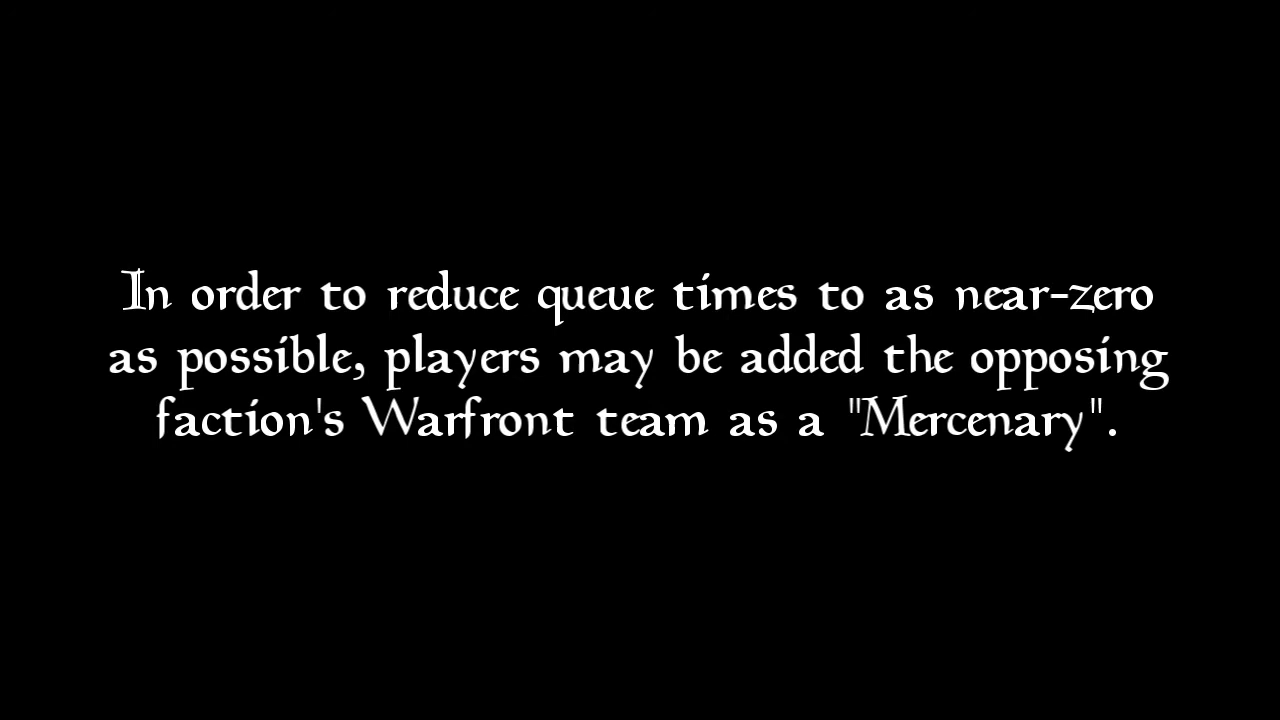 In order to reduce queue times to as near-zero
as possible, players may be added the opposing
faction's Warfront team as a "Mercenary".